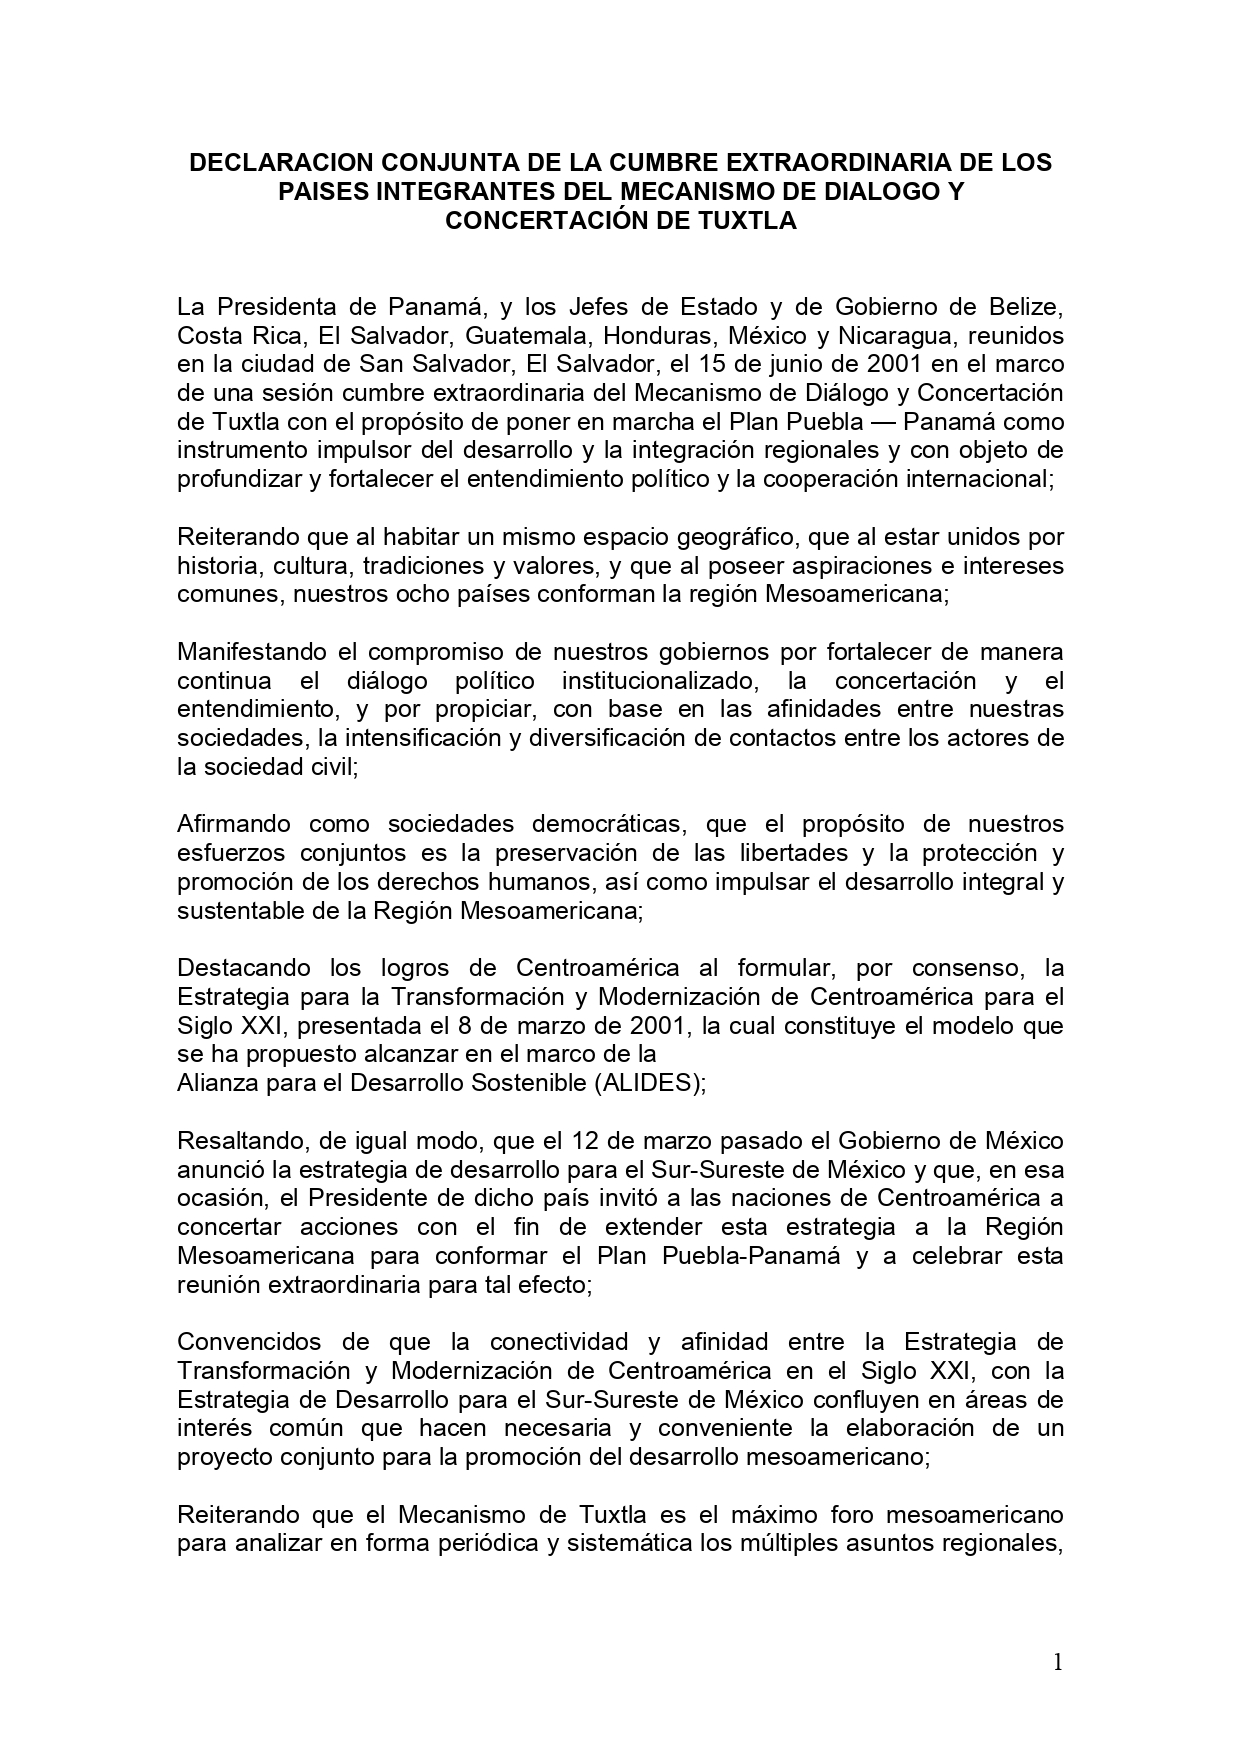 DECLARACION CONJUNTA DE LA CUMBRE EXTRAORDINARIA DE LOS
PAISES INTEGRANTES DEL MECANISMO DE DIALOGO Y
CONCERTACIÓN DE TUXTLA
La Presidenta de Panamá, y los Jefes de Estado y de Gobierno de Belize,
Costa Rica, El Salvador, Guatemala, Honduras, México y Nicaragua, reunidos
en la ciudad de San Salvador, El Salvador, el 15 de junio de 2001 en el marco
de una sesión cumbre extraordinaria del Mecanismo de Diálogo y Concertación
de Tuxtla con el propósito de poner en marcha el Plan Puebla — Panamá como
instrumento impulsor del desarrollo y la integración regionales y con objeto de
profundizar y fortalecer el entendimiento político y la cooperación internacional;
Reiterando que al habitar un mismo espacio geográfico, que al estar unidos por
historia, cultura, tradiciones y valores, y que al poseer aspiraciones e intereses
comunes, nuestros ocho países conforman la región Mesoamericana;
Manifestando el compromiso de nuestros gobiernos por fortalecer de manera
continua el diálogo político institucionalizado, la concertación y el
entendimiento, y por propiciar, con base en las afinidades entre nuestras
sociedades, la intensificación y diversificación de contactos entre los actores de
la sociedad civil;
Afirmando como sociedades democráticas, que el propósito de nuestros
esfuerzos conjuntos es la preservación de las libertades y la protección y
promoción de los derechos humanos, así como impulsar el desarrollo integral y
sustentable de la Región Mesoamericana;
Destacando los logros de Centroamérica al formular, por consenso, la
Estrategia para la Transformación y Modernización de Centroamérica para el
Siglo XXI, presentada el 8 de marzo de 2001, la cual constituye el modelo que
se ha propuesto alcanzar en el marco de la
Alianza para el Desarrollo Sostenible (ALIDES);
Resaltando, de igual modo, que el 12 de marzo pasado el Gobierno de México
anunció la estrategia de desarrollo para el Sur-Sureste de México y que, en esa
ocasión, el Presidente de dicho país invitó a las naciones de Centroamérica a
concertar acciones con el fin de extender esta estrategia a la Región
Mesoamericana para conformar el Plan Puebla-Panamá y a celebrar esta
reunión extraordinaria para tal efecto;
Convencidos de que la conectividad y afinidad entre la Estrategia de
Transformación y Modernización de Centroamérica en el Siglo XXI, con la
Estrategia de Desarrollo para el Sur-Sureste de México confluyen en áreas de
interés común que hacen necesaria y conveniente la elaboración de un
proyecto conjunto para la promoción del desarrollo mesoamericano;
Reiterando que el Mecanismo de Tuxtla es el máximo foro mesoamericano
para analizar en forma periódica y sistemática los múltiples asuntos regionales,
1